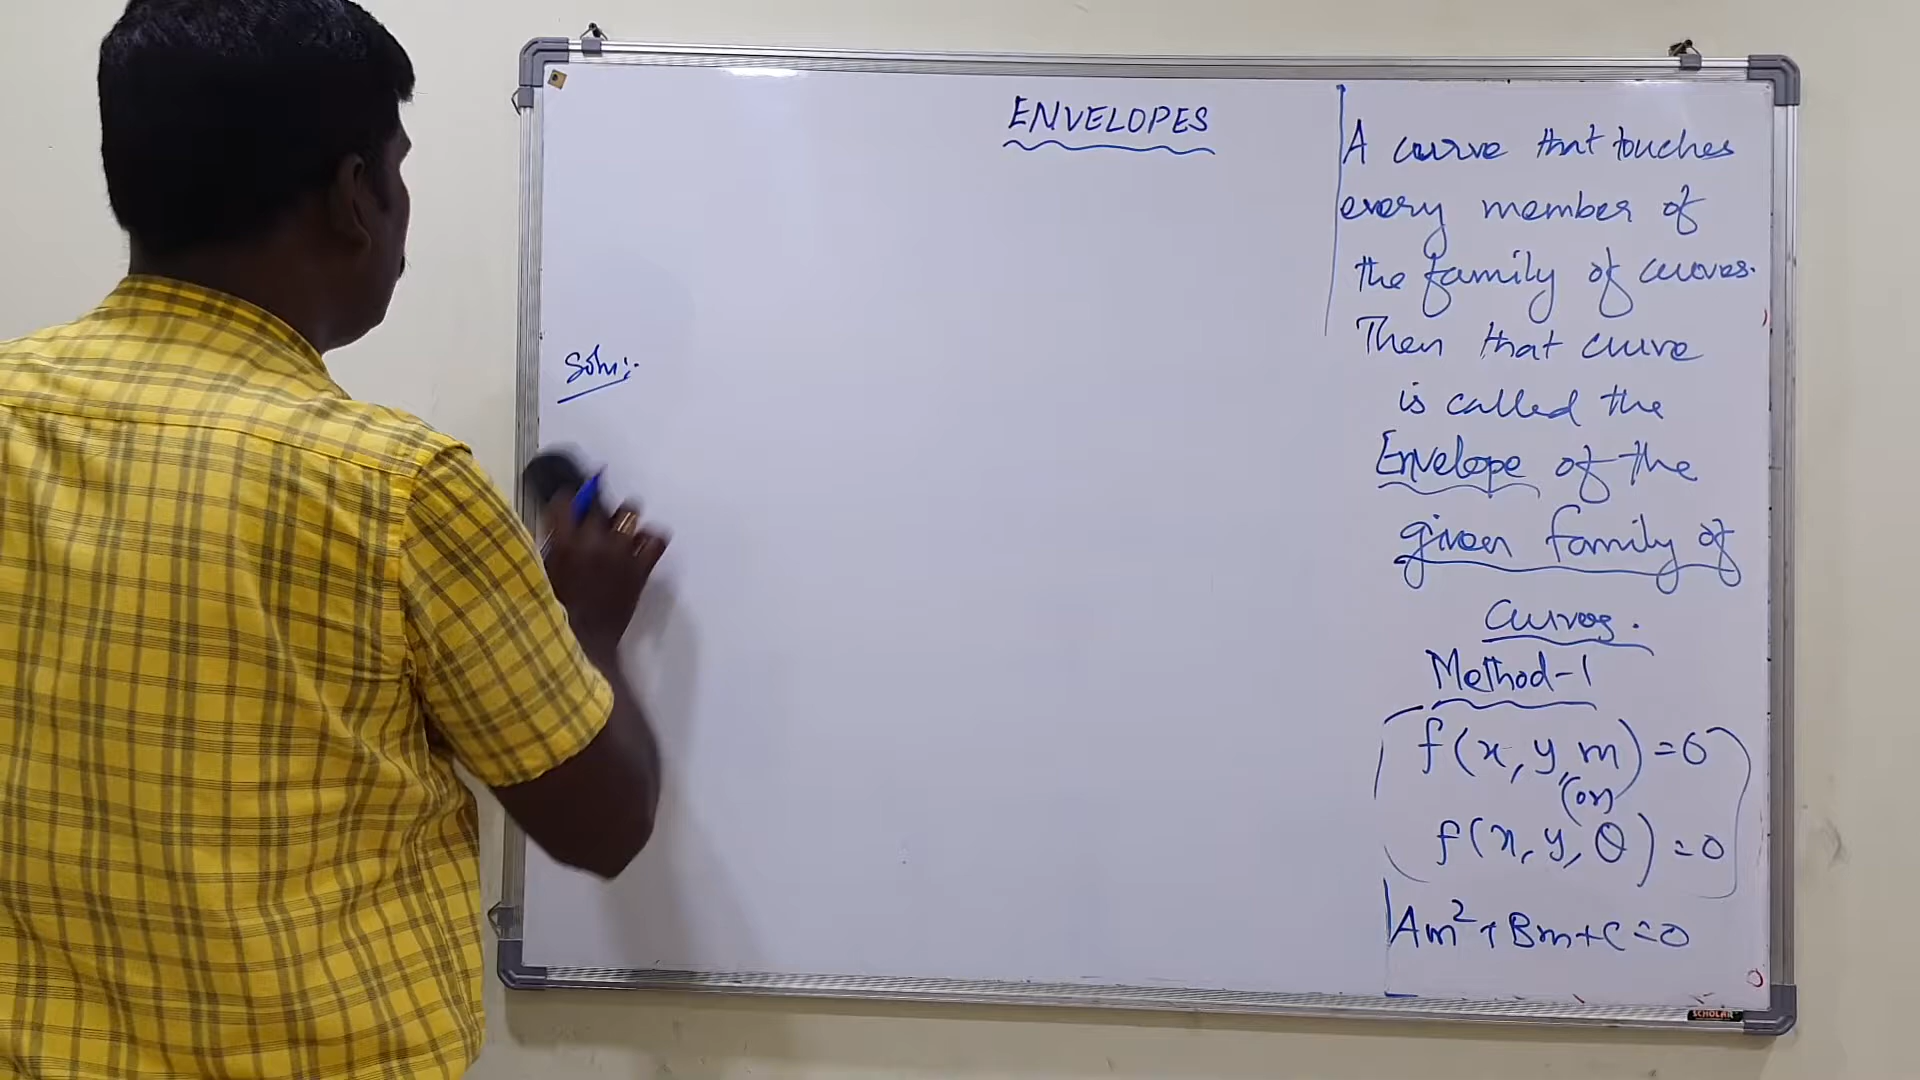 ENVELOPES
Soln:-
A curve that touches
every member of
the family of curves.
Then that curve
is called the
Envelope of the
given family of
Curves.
Method-1
f(x, y, m) = 0
(or)
f(x, y, θ) = 0
Am² + Bm + C = 0
SCHOLAR